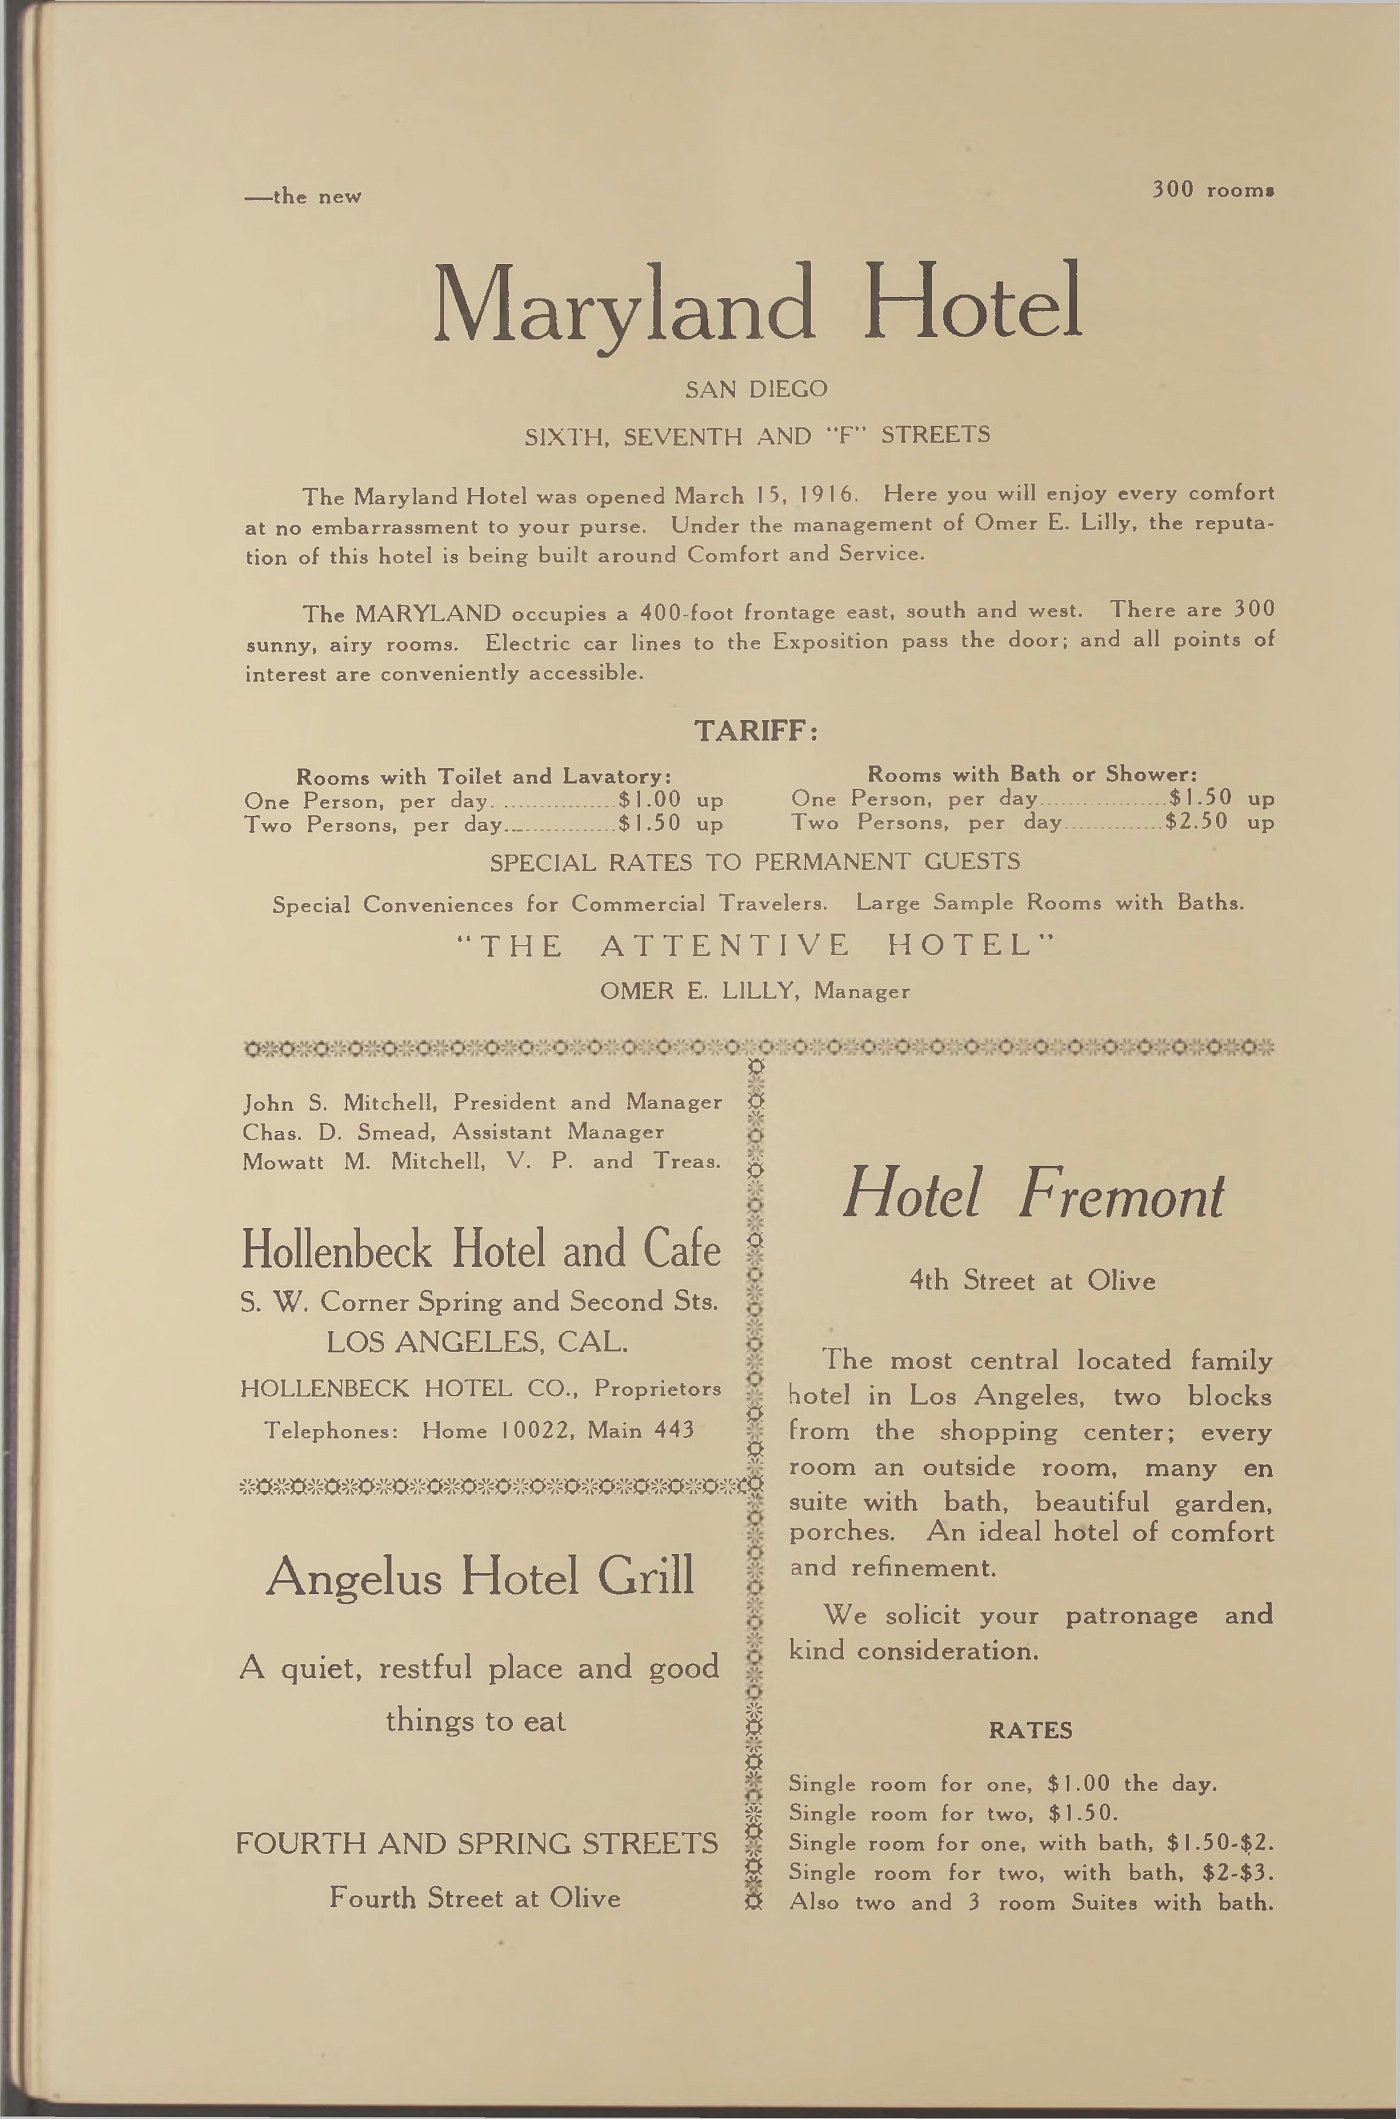 —the new
300 rooms
Maryland Hotel
SAN DIEGO
SIXTH, SEVENTH AND "F" STREETS
The Maryland Hotel was opened March 15, 1916. Here you will enjoy every comfort
at no embarrassment to your purse. Under the management of Omer E. Lilly, the reputa-
tion of this hotel is being built around Comfort and Service.
The MARYLAND occupies a 400-foot frontage east, south and west. There are 300
sunny, airy rooms. Electric car lines to the Exposition pass the door; and all points of
interest are conveniently accessible.
TARIFF:
Rooms with Toilet and Lavatory:
One Person, per day................$1.00 up
Two Persons, per day................$1.50 up
Rooms with Bath or Shower:
One Person, per day..................$1.50 up
Two Persons, per day..............$2.50 up
SPECIAL RATES TO PERMANENT GUESTS
Special Conveniences for Commercial Travelers. Large Sample Rooms with Baths.
"THE ATTENTIVE HOTEL"
OMER E. LILLY, Manager
John S. Mitchell, President and Manager
Chas. D. Smead, Assistant Manager
Mowatt M. Mitchell, V. P. and Treas.
Hollenbeck Hotel and Cafe
S. W. Corner Spring and Second Sts.
LOS ANGELES, CAL.
HOLLENBECK HOTEL CO., Proprietors
Telephones: Home 10022, Main 443
Angelus Hotel Grill
A quiet, restful place and good
things to eat
FOURTH AND SPRING STREETS
Fourth Street at Olive
Hotel Fremont
4th Street at Olive
The most central located family
hotel in Los Angeles, two blocks
from the shopping center; every
room an outside room, many en
suite with bath, beautiful garden,
porches. An ideal hotel of comfort
and refinement.
We solicit your patronage and
kind consideration.
RATES
Single room for one, $1.00 the day.
Single room for two, $1.50.
Single room for one, with bath, $1.50-$2.
Single room for two, with bath, $2-$3.
Also two and 3 room Suites with bath.